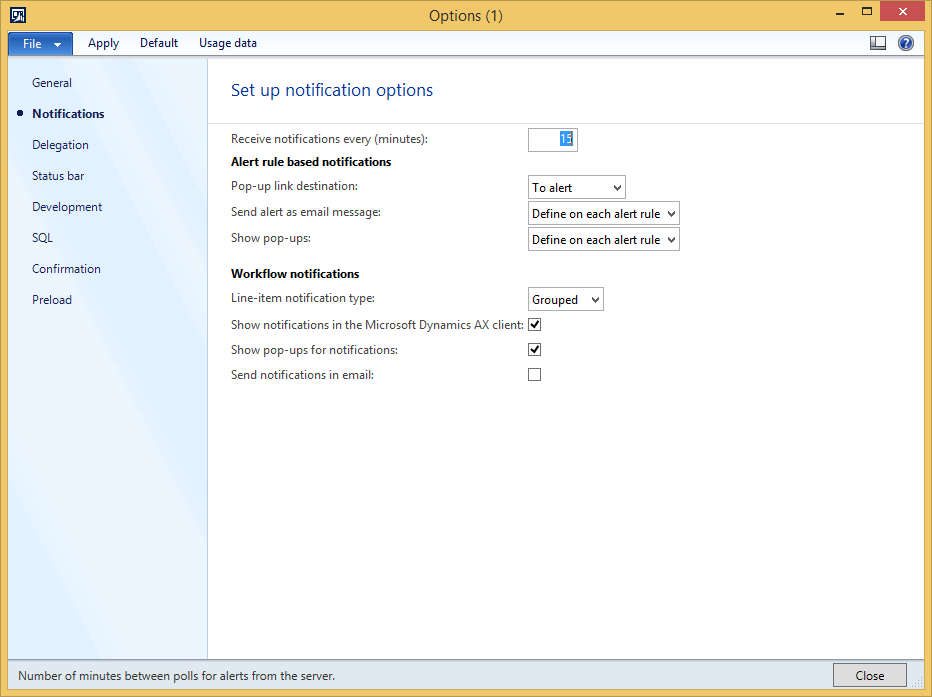 Options (1)
File Apply Default Usage data
General
Notifications
Delegation
Status bar
Development
SQL
Confirmation
Preload
Set up notification options
Receive notifications every (minutes): 15
Alert rule based notifications
Pop-up link destination: To alert
Send alert as email message: Define on each alert rule
Show pop-ups: Define on each alert rule
Workflow notifications
Line-item notification type: Grouped
Show notifications in the Microsoft Dynamics AX client:
Show pop-ups for notifications:
Send notifications in email:
Number of minutes between polls for alerts from the server. Close